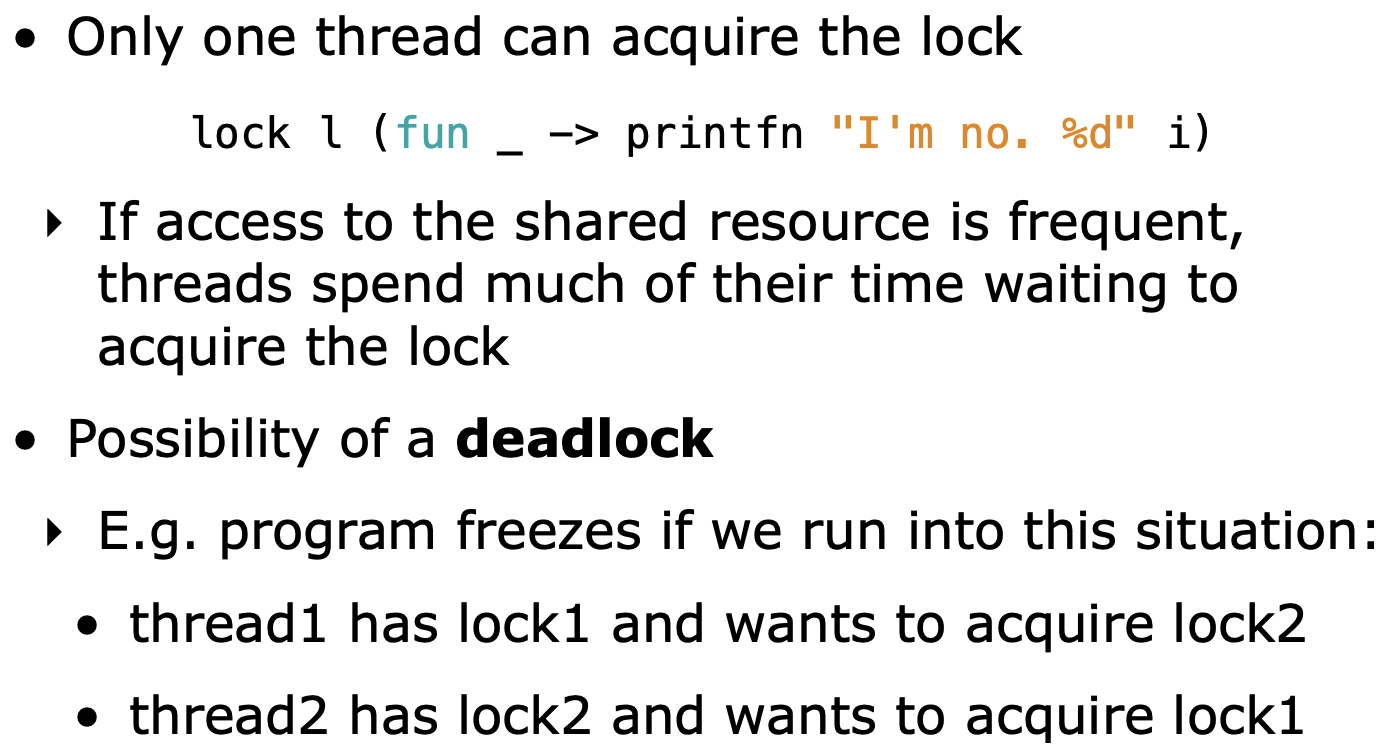 • Only one thread can acquire the lock
lock l (fun _ -> printfn "I'm no. %d" i)
‣ If access to the shared resource is frequent,
threads spend much of their time waiting to
acquire the lock
• Possibility of a deadlock
‣ E.g. program freezes if we run into this situation:
• thread1 has lock1 and wants to acquire lock2
• thread2 has lock2 and wants to acquire lock1